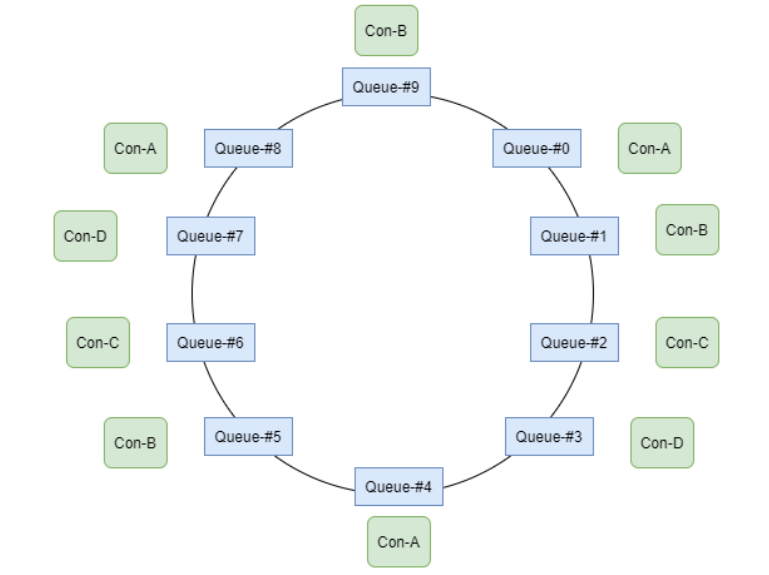 Con-B
Queue-#9
Con-A
Queue-#8
Queue-#0
Con-A
Con-D
Queue-#7
Queue-#1
Con-B
Con-C
Queue-#6
Queue-#2
Con-C
Con-B
Queue-#5
Queue-#3
Con-D
Queue-#4
Con-A